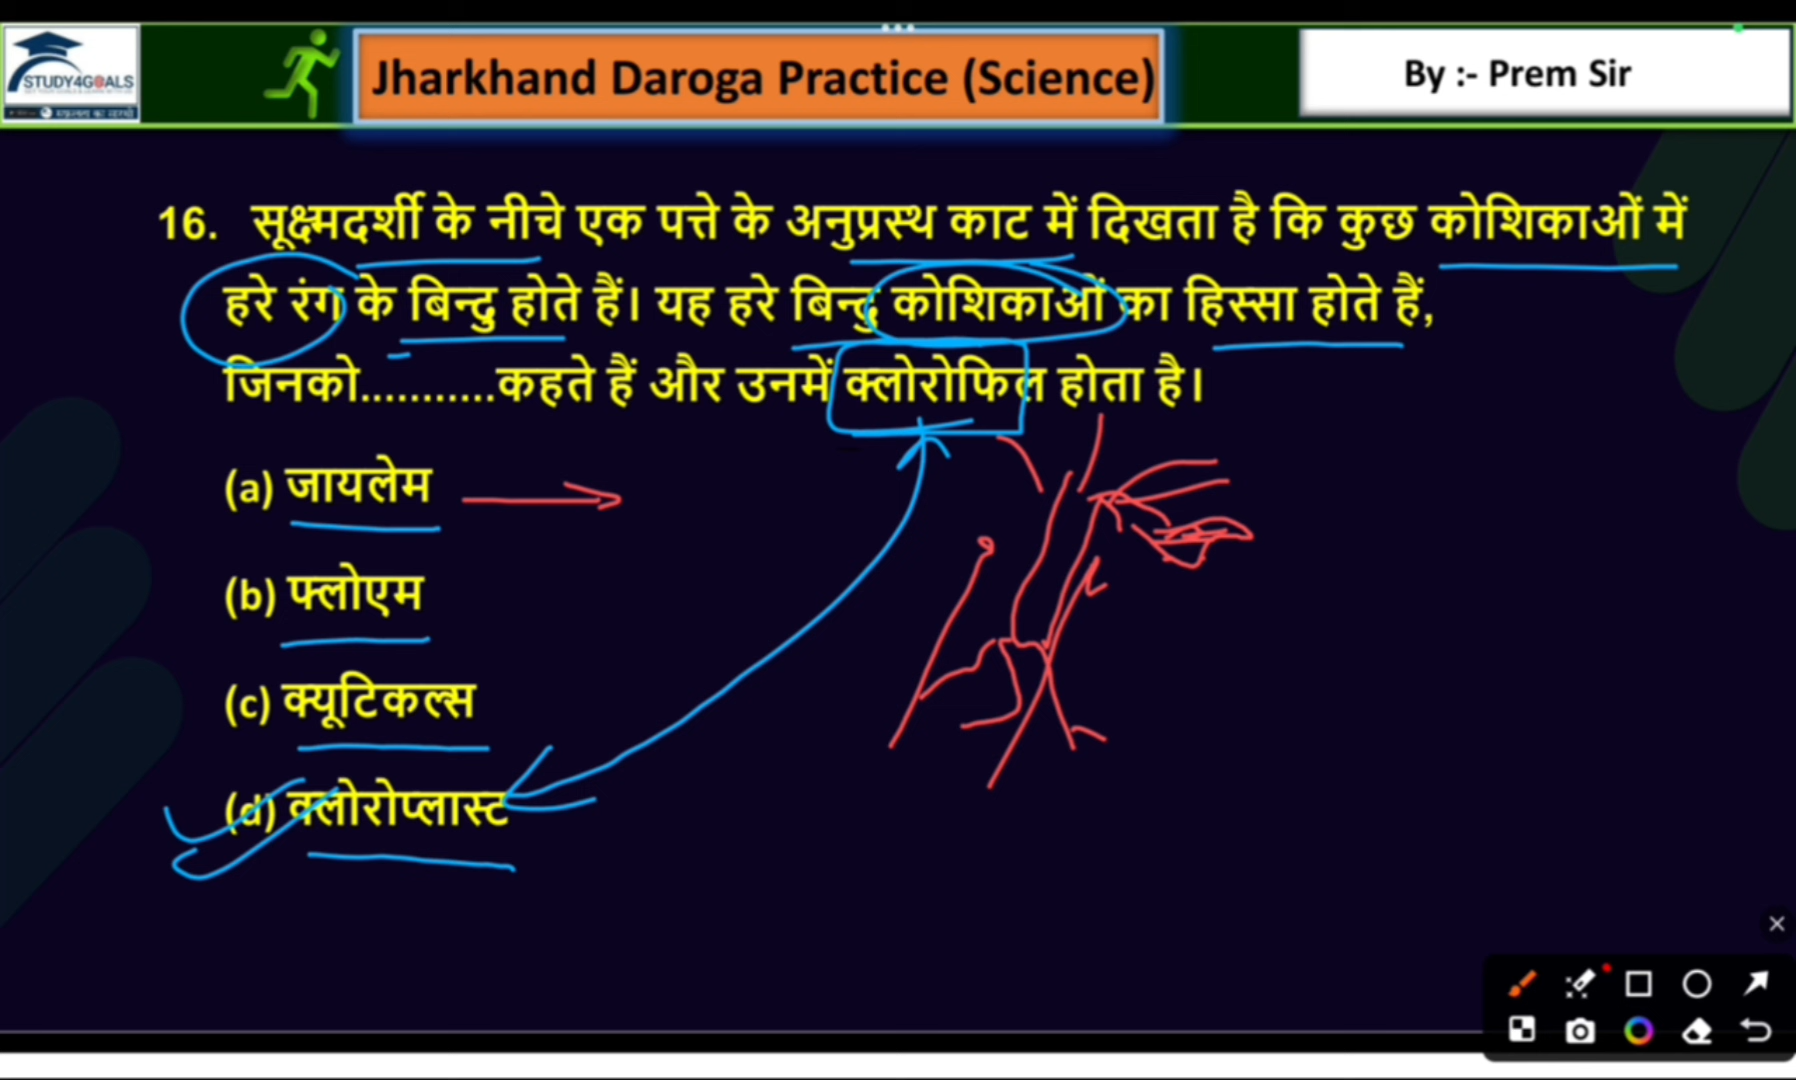 STUDY4GOALS
Jharkhand Daroga Practice (Science)
By :- Prem Sir
16. सूक्ष्मदर्शी के नीचे एक पत्ते के अनुप्रस्थ काट में दिखता है कि कुछ कोशिकाओं में
हरे रंग के बिन्दु होते हैं। यह हरे बिन्दु कोशिकाओं का हिस्सा होते हैं,
जिनको...........कहते हैं और उनमें क्लोरोफिल होता है।
(a) जायलेम
(b) फ्लोएम
(c) क्यूटिकल्स
(d) क्लोरोप्लास्ट